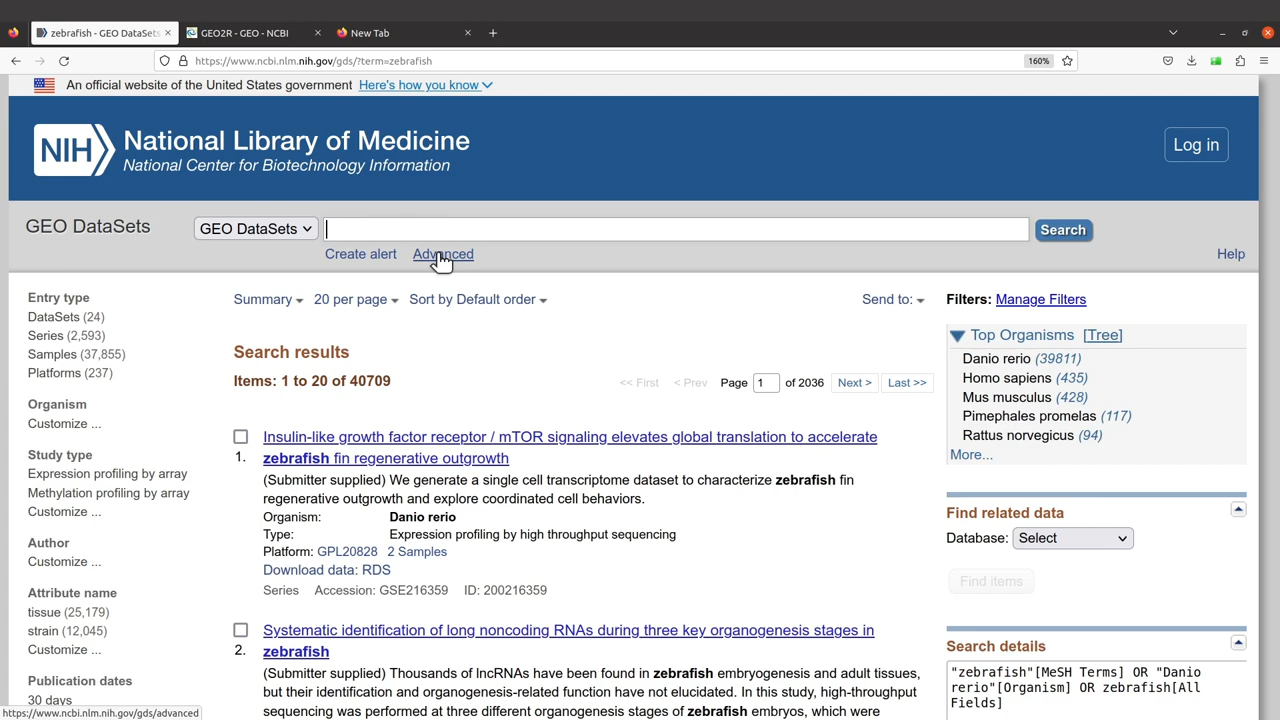 zebrafish - GEO DataSets
GEO2R - GEO - NCBI
New Tab
https://www.ncbi.nlm.nih.gov/gds/?term=zebrafish
160%
An official website of the United States government Here's how you know
NIH National Library of Medicine
National Center for Biotechnology Information
Log in
GEO DataSets
GEO DataSets
Search
Create alert
Advanced
Help
Entry type
DataSets (24)
Series (2,593)
Samples (37,855)
Platforms (237)
Organism
Customize ...
Study type
Expression profiling by array
Methylation profiling by array
Customize ...
Author
Customize ...
Attribute name
tissue (25,179)
strain (12,045)
Customize ...
Publication dates
30 days
Summary 20 per page Sort by Default order
Send to:
Search results
Items: 1 to 20 of 40709
<< First < Prev Page 1 of 2036 Next > Last >>
Insulin-like growth factor receptor / mTOR signaling elevates global translation to accelerate
1. zebrafish fin regenerative outgrowth
(Submitter supplied) We generate a single cell transcriptome dataset to characterize zebrafish fin
regenerative outgrowth and explore coordinated cell behaviors.
Organism: Danio rerio
Type: Expression profiling by high throughput sequencing
Platform: GPL20828 2 Samples
Download data: RDS
Series Accession: GSE216359 ID: 200216359
Systematic identification of long noncoding RNAs during three key organogenesis stages in
2. zebrafish
(Submitter supplied) Thousands of lncRNAs have been found in zebrafish embryogenesis and adult tissues,
but their identification and organogenesis-related function have not elucidated. In this study, high-throughput
sequencing was performed at three different organogenesis stages of zebrafish embryos, which were
Filters: Manage Filters
Top Organisms [Tree]
Danio rerio (39811)
Homo sapiens (435)
Mus musculus (428)
Pimephales promelas (117)
Rattus norvegicus (94)
More...
Find related data
Database: Select
Find items
Search details
"zebrafish"[MeSH Terms] OR "Danio
rerio"[Organism] OR zebrafish[All
Fields]
https://www.ncbi.nlm.nih.gov/gds/advanced